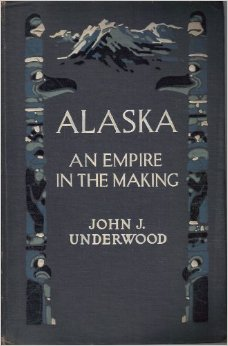 ALASKA
AN EMPIRE
IN THE MAKING
JOHN J.
UNDERWOOD